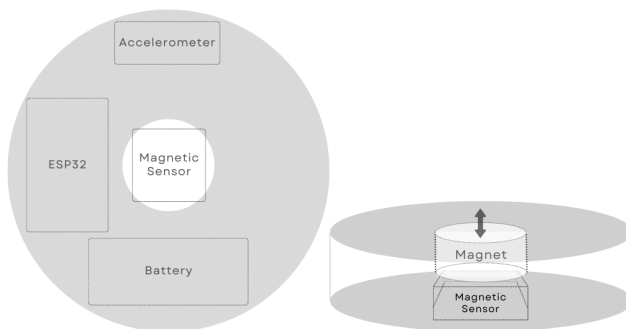 Accelerometer
ESP32
Magnetic
Sensor
Battery
Magnet
Magnetic
Sensor